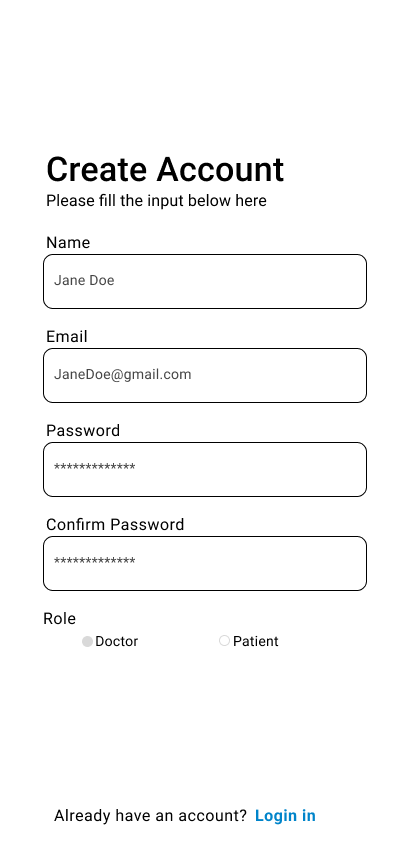 Create Account
Please fill the input below here
Name
Jane Doe
Email
JaneDoe@gmail.com
Password
*************
Confirm Password
*************
Role
Doctor Patient
Already have an account? Login in